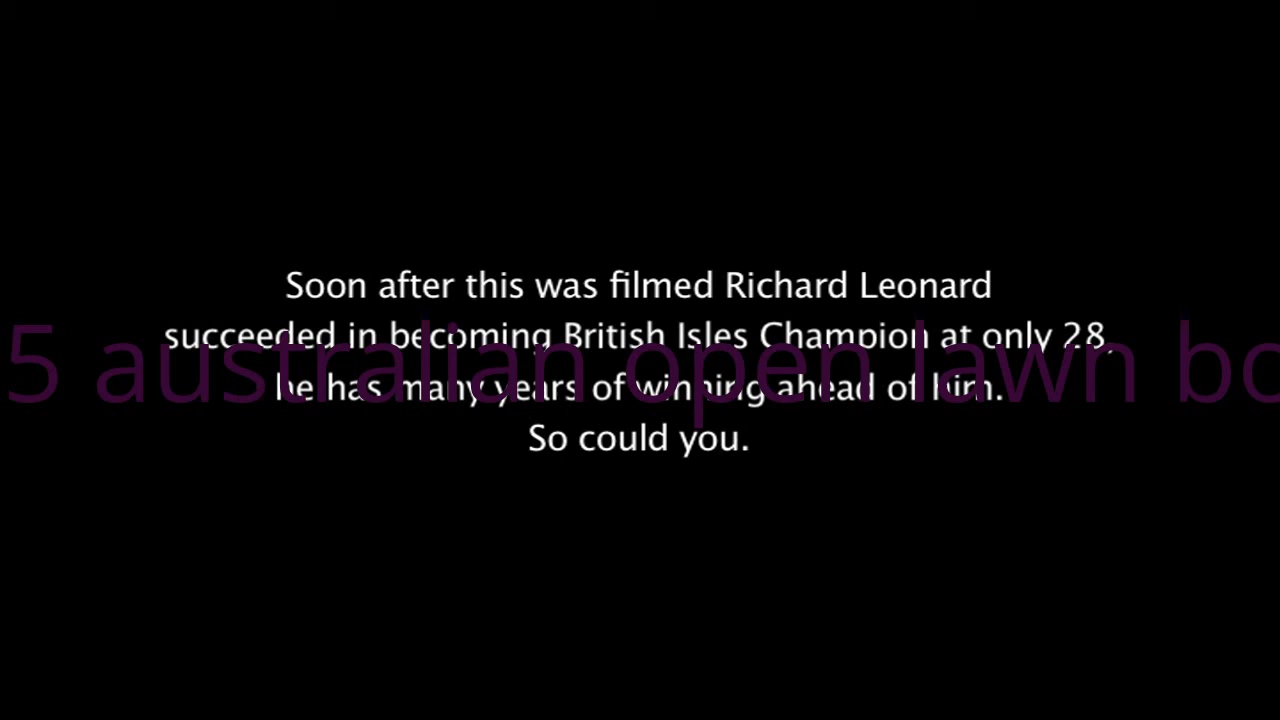 Soon after this was filmed Richard Leonard
succeeded in becoming British Isles Champion at only 28,
he has many years of winning ahead of him.
So could you.
5 australian open lawn